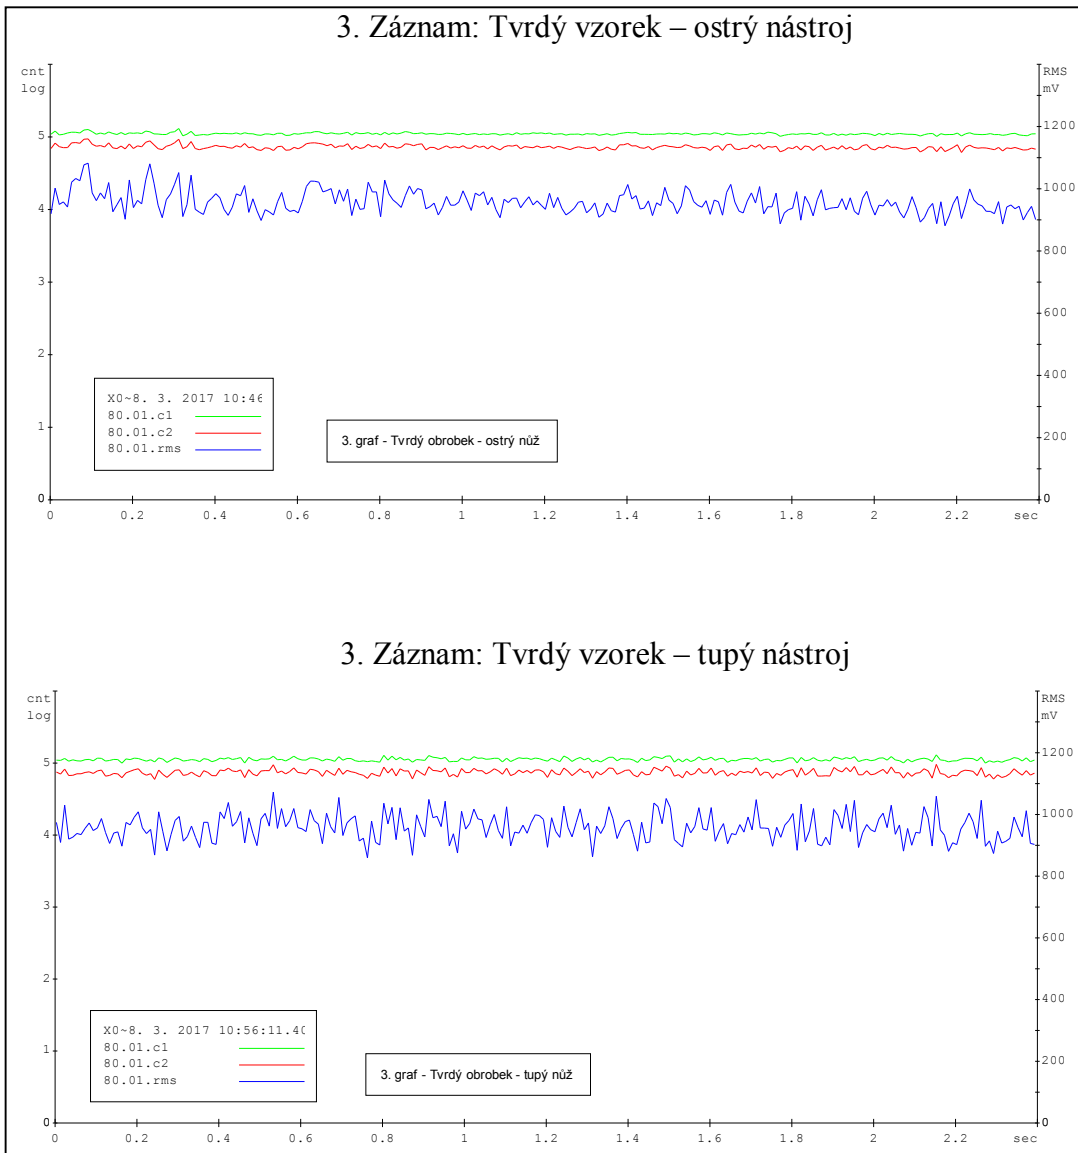 3. Záznam: Tvrdý vzorek – ostrý nástroj
cnt
log
RMS
mV
5
4
3
2
1
0
1200
1000
800
600
400
200
0
X0~8. 3. 2017 10:46
80.01.c1
80.01.c2
80.01.rms
3. graf - Tvrdý obrobek - ostrý nůž
0 0.2 0.4 0.6 0.8 1 1.2 1.4 1.6 1.8 2 2.2 sec
3. Záznam: Tvrdý vzorek – tupý nástroj
cnt
log
RMS
mV
5
4
3
2
1
0
1200
1000
800
600
400
200
0
X0~8. 3. 2017 10:56:11.40
80.01.c1
80.01.c2
80.01.rms
3. graf - Tvrdý obrobek - tupý nůž
0 0.2 0.4 0.6 0.8 1 1.2 1.4 1.6 1.8 2 2.2 sec